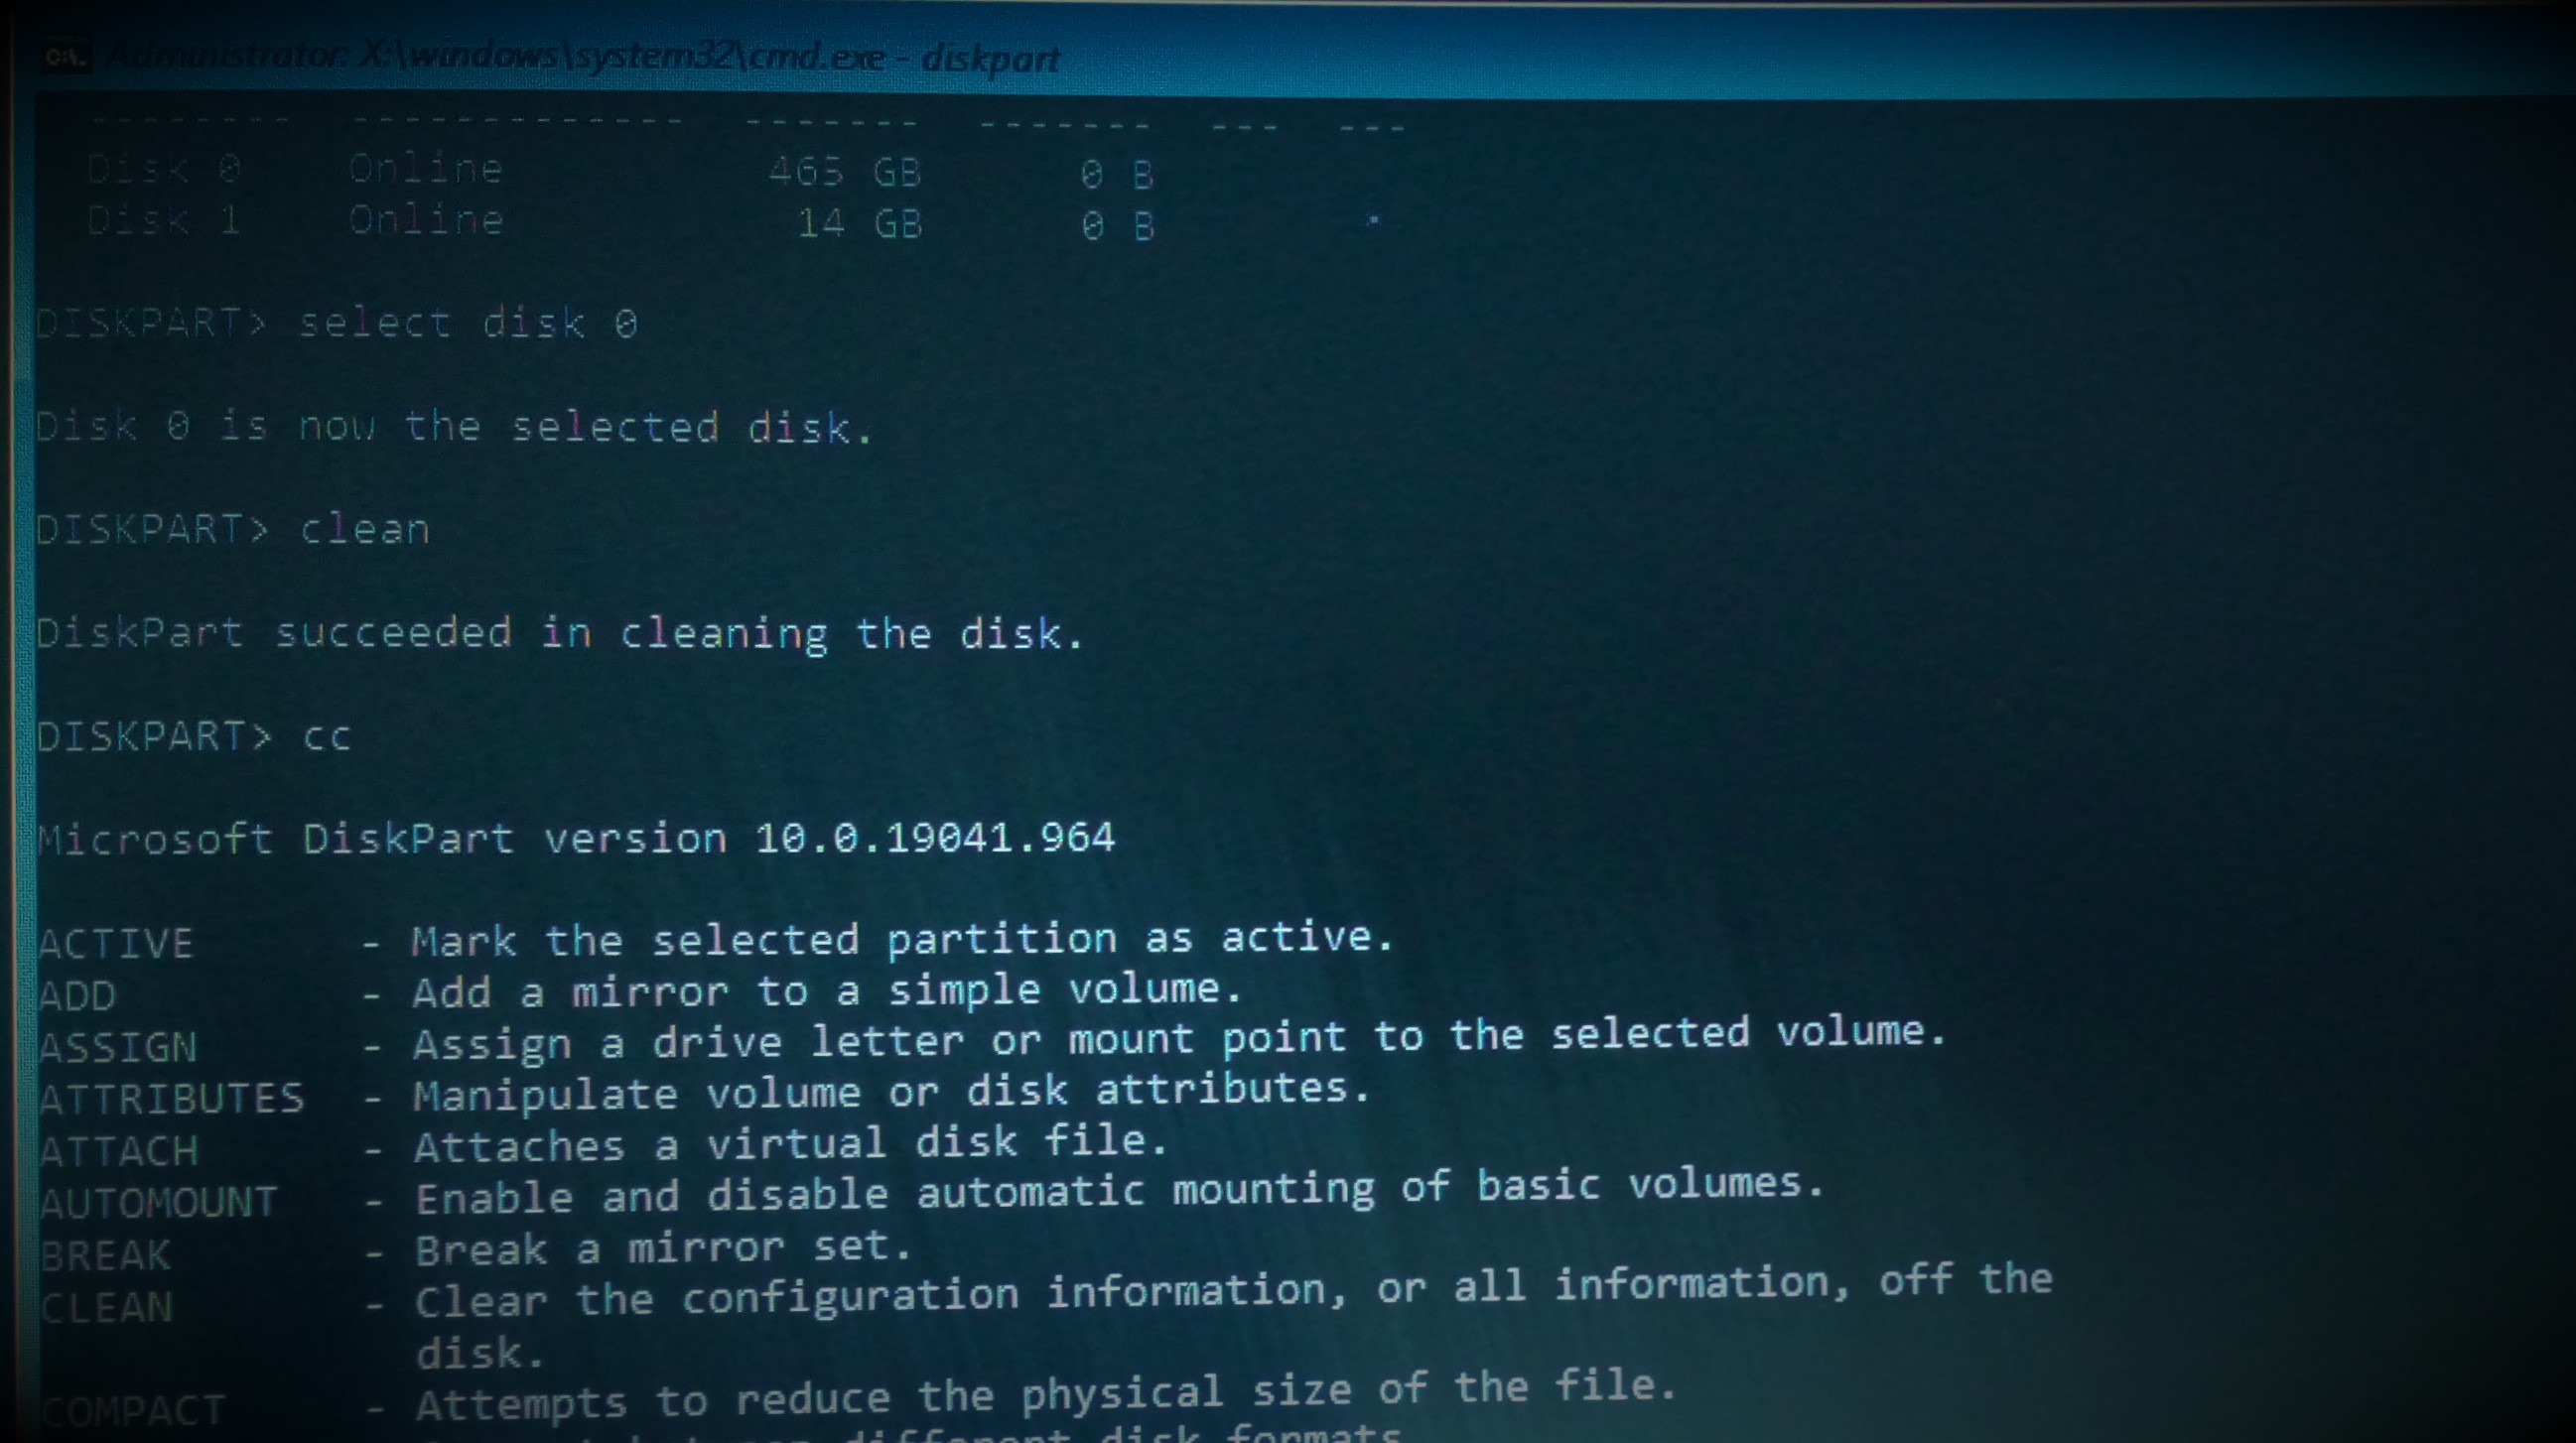 Administrator: X:\windows\system32\cmd.exe - diskpart
-------- ------------- ------- ------- --- ---
Disk 0 Online 465 GB 0 B
Disk 1 Online 14 GB 0 B *
DISKPART> select disk 0
Disk 0 is now the selected disk.
DISKPART> clean
DiskPart succeeded in cleaning the disk.
DISKPART> cc
Microsoft DiskPart version 10.0.19041.964
ACTIVE - Mark the selected partition as active.
ADD - Add a mirror to a simple volume.
ASSIGN - Assign a drive letter or mount point to the selected volume.
ATTRIBUTES - Manipulate volume or disk attributes.
ATTACH - Attaches a virtual disk file.
AUTOMOUNT - Enable and disable automatic mounting of basic volumes.
BREAK - Break a mirror set.
CLEAN - Clear the configuration information, or all information, off the
disk.
COMPACT - Attempts to reduce the physical size of the file.
different disk formats